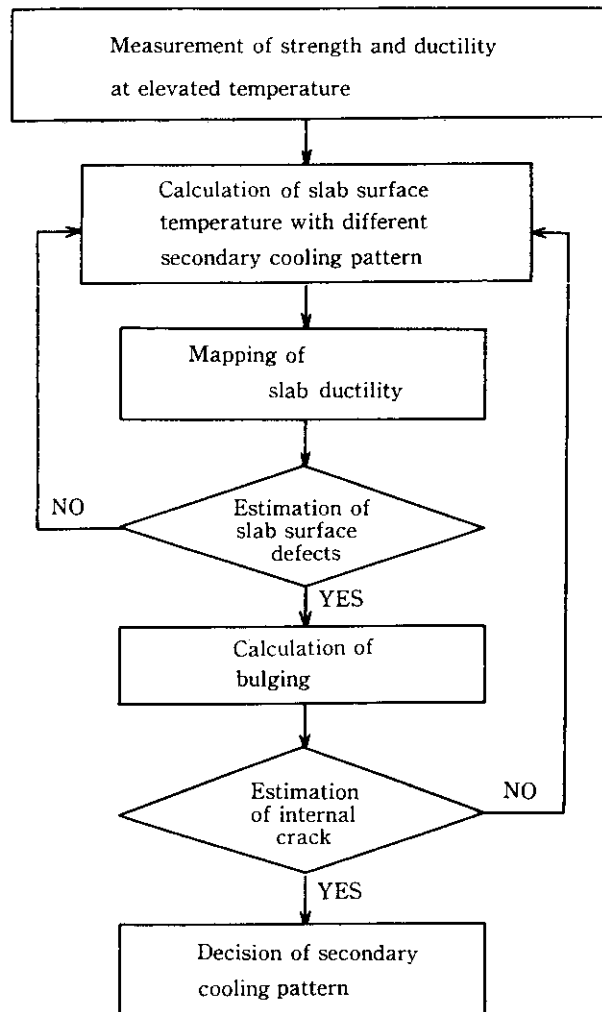 Measurement of strength and ductility
at elevated temperature
Calculation of slab surface
temperature with different
secondary cooling pattern
Mapping of
slab ductility
NO
Estimation of
slab surface
defects
YES
Calculation of
bulging
Estimation
of internal
crack
NO
YES
Decision of secondary
cooling pattern